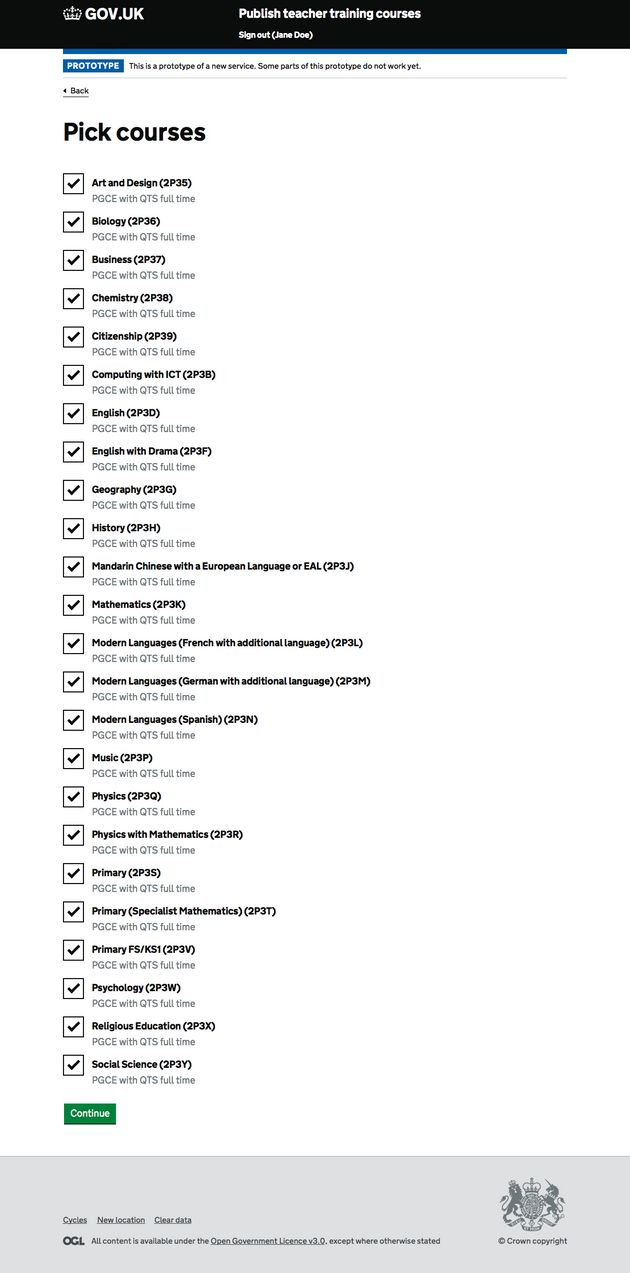 GOV.UK
Publish teacher training courses
Sign out (Jane Doe)
PROTOTYPE This is a prototype of a new service. Some parts of this prototype do not work yet.
Back
Pick courses
Art and Design (2P35)
PGCE with QTS full time
Biology (2P36)
PGCE with QTS full time
Business (2P37)
PGCE with QTS full time
Chemistry (2P38)
PGCE with QTS full time
Citizenship (2P39)
PGCE with QTS full time
Computing with ICT (2P3B)
PGCE with QTS full time
English (2P3D)
PGCE with QTS full time
English with Drama (2P3F)
PGCE with QTS full time
Geography (2P3G)
PGCE with QTS full time
History (2P3H)
PGCE with QTS full time
Mandarin Chinese with a European Language or EAL (2P3J)
PGCE with QTS full time
Mathematics (2P3K)
PGCE with QTS full time
Modern Languages (French with additional language) (2P3L)
PGCE with QTS full time
Modern Languages (German with additional language) (2P3M)
PGCE with QTS full time
Modern Languages (Spanish) (2P3N)
PGCE with QTS full time
Music (2P3P)
PGCE with QTS full time
Physics (2P3Q)
PGCE with QTS full time
Physics with Mathematics (2P3R)
PGCE with QTS full time
Primary (2P3S)
PGCE with QTS full time
Primary (Specialist Mathematics) (2P3T)
PGCE with QTS full time
Primary FS/KS1 (2P3V)
PGCE with QTS full time
Psychology (2P3W)
PGCE with QTS full time
Religious Education (2P3X)
PGCE with QTS full time
Social Science (2P3Y)
PGCE with QTS full time
Continue
Cycles New location Clear data
OGL All content is available under the Open Government Licence v3.0, except where otherwise stated
© Crown copyright